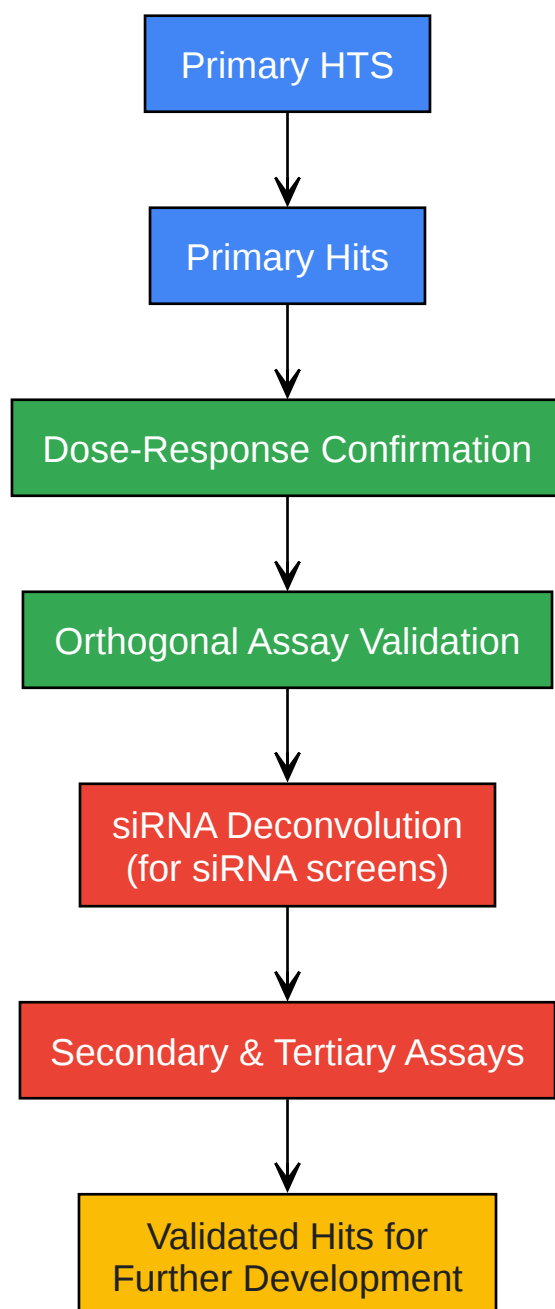 Primary HTS
Primary Hits
Dose-Response Confirmation
Orthogonal Assay Validation
siRNA Deconvolution
(for siRNA screens)
Secondary & Tertiary Assays
Validated Hits for
Further Development